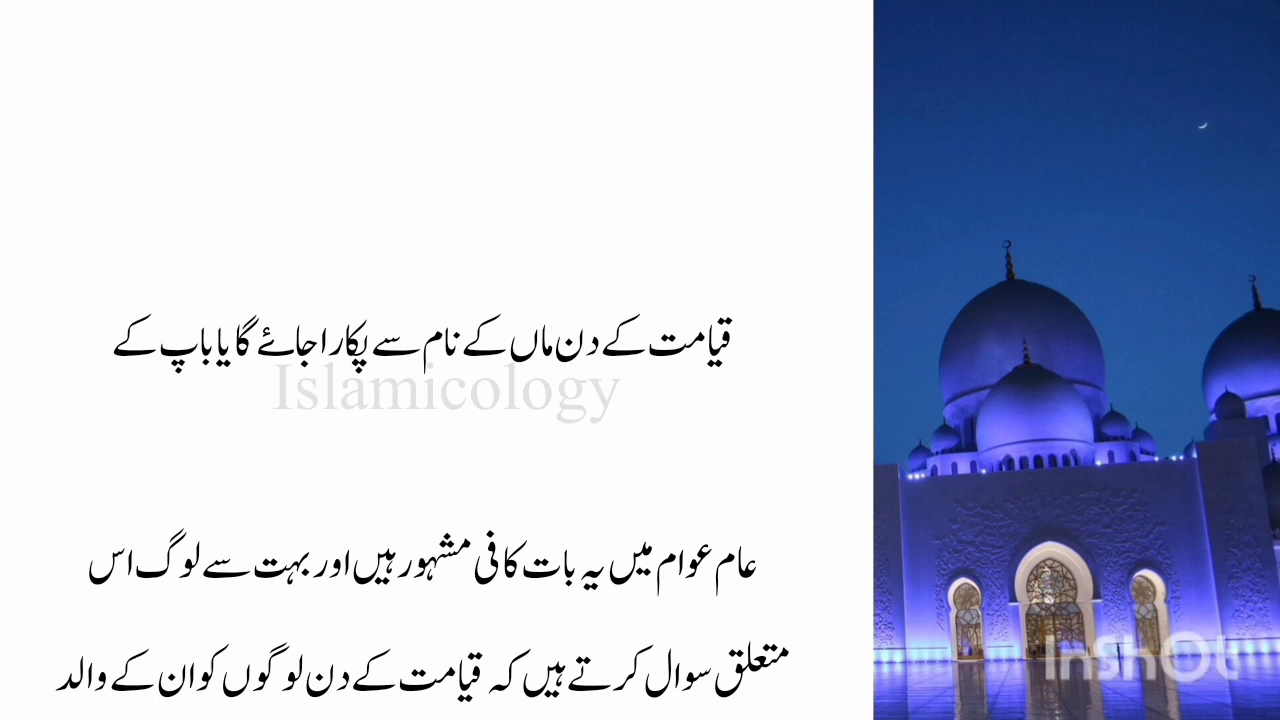 قیامت کے دن ماں کے نام سے پکارا جائے گا یا باپ کے
Islamicology
عام عوام میں یہ بات کافی مشہور ہیں اور بہت سے لوگ اس
متعلق سوال کرتے ہیں کہ قیامت کے دن لوگوں کو ان کے والد
InshOt